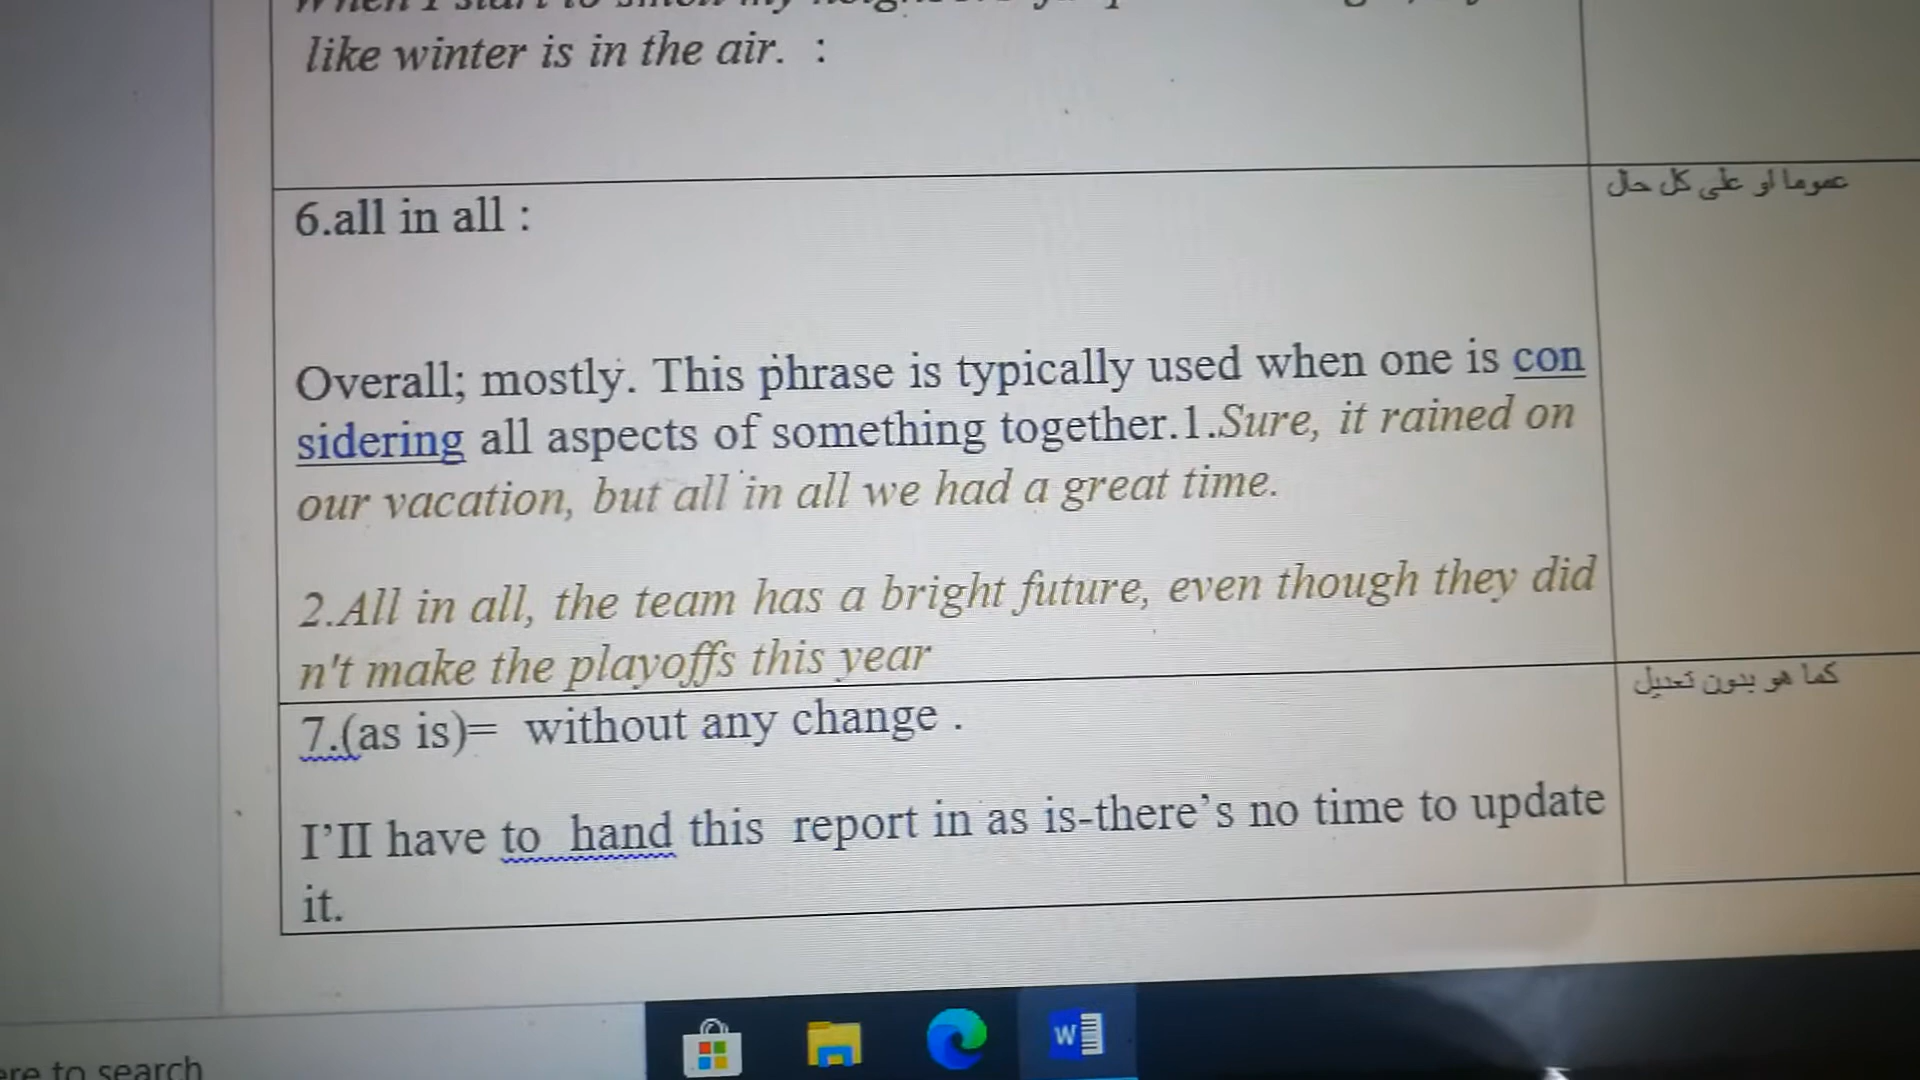 like winter is in the air. :
عموما او على كل حال
6.all in all :
Overall; mostly. This phrase is typically used when one is con
sidering all aspects of something together.1.Sure, it rained on
our vacation, but all in all we had a great time.
2.All in all, the team has a bright future, even though they did
n't make the playoffs this year
كما هو بدون تعديل
7.(as is)= without any change .
I’II have to hand this report in as is-there’s no time to update
it.
to search